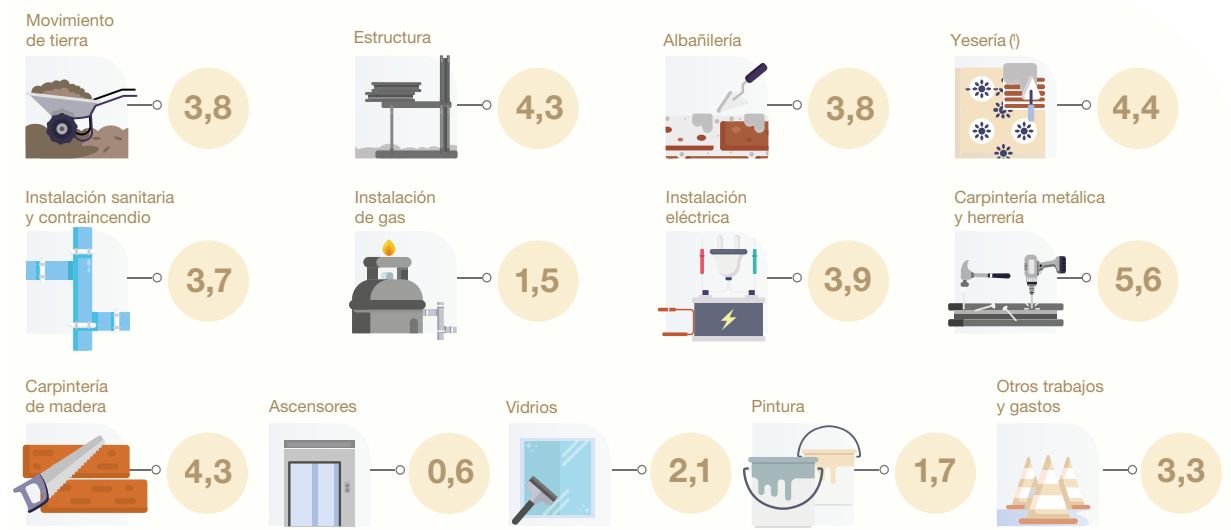 Movimiento
de tierra
3,8
Estructura
4,3
Albañilería
3,8
Yesería (¹)
4,4
Instalación sanitaria
y contraincendio
3,7
Instalación
de gas
1,5
Instalación
eléctrica
3,9
Carpintería metálica
y herrería
5,6
Carpintería
de madera
4,3
Ascensores
0,6
Vidrios
2,1
Pintura
1,7
Otros trabajos
y gastos
3,3